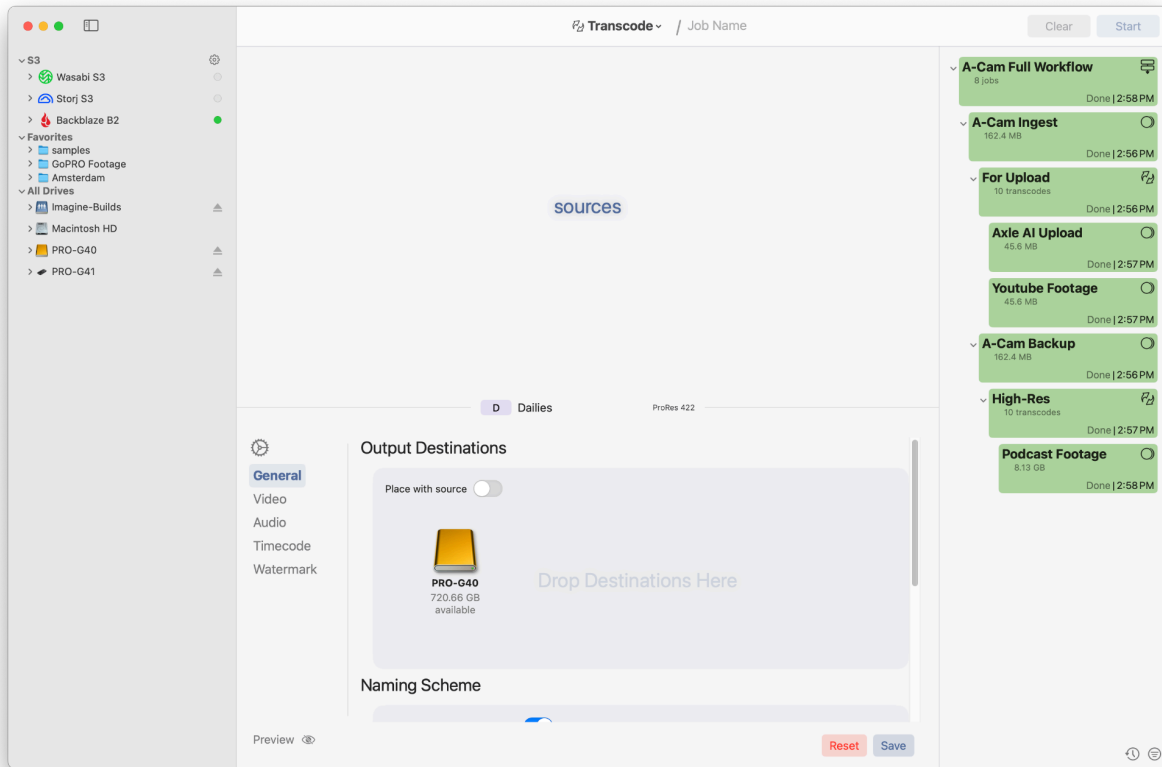 Transcode / Job Name
Clear
Start
S3
Wasabi S3
Storj S3
Backblaze B2
Favorites
samples
GoPRO Footage
Amsterdam
All Drives
Imagine-Builds
Macintosh HD
PRO-G40
PRO-G41
sources
D Dailies
ProRes 422
General
Video
Audio
Timecode
Watermark
Preview
Output Destinations
Place with source
PRO-G40
720.66 GB
available
Drop Destinations Here
Naming Scheme
Reset
Save
A-Cam Full Workflow
8 jobs
Done | 2:58 PM
A-Cam Ingest
162.4 MB
Done | 2:56 PM
For Upload
10 transcodes
Done | 2:56 PM
Axle AI Upload
45.6 MB
Done | 2:57 PM
Youtube Footage
45.6 MB
Done | 2:57 PM
A-Cam Backup
162.4 MB
Done | 2:56 PM
High-Res
10 transcodes
Done | 2:57 PM
Podcast Footage
8.13 GB
Done | 2:58 PM